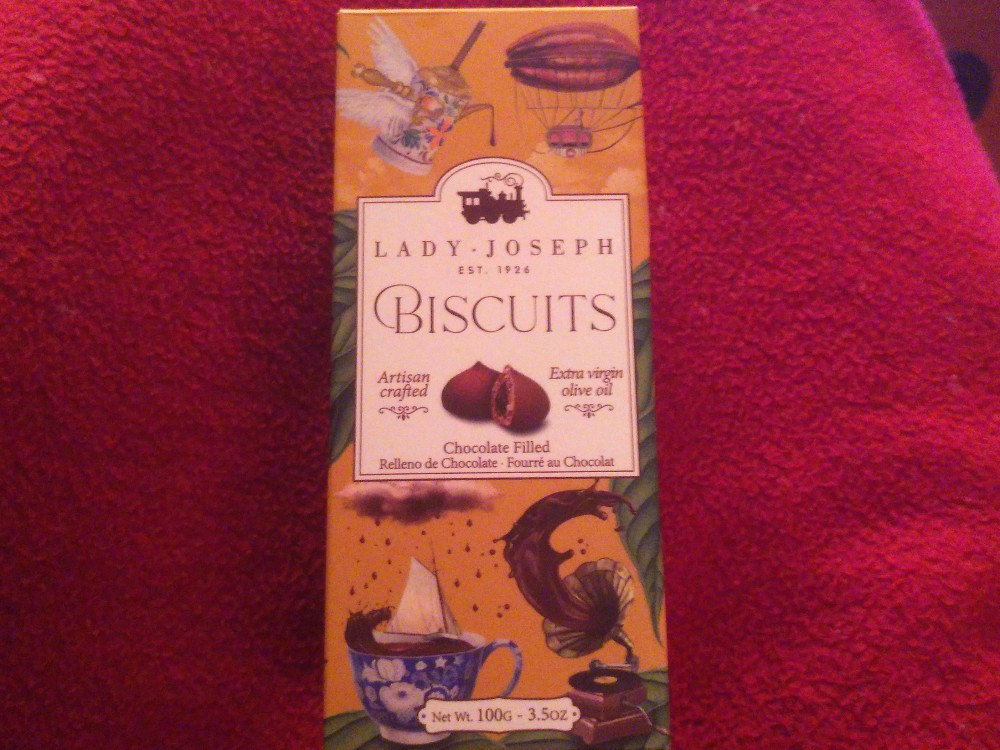 LADY · JOSEPH
EST. 1926
BISCUITS
Artisan
crafted
Extra virgin
olive oil
Chocolate Filled
Relleno de Chocolate · Fourré au Chocolat
Net Wt. 100G - 3.5OZ